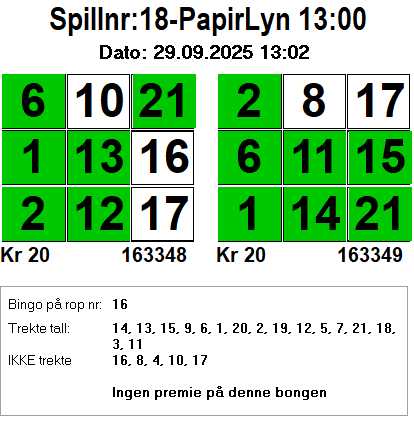 Spillnr:18-PapirLyn 13:00
Dato: 29.09.2025 13:02
6 10 21 2 8 17
1 13 16 6 11 15
2 12 17 1 14 21
Kr 20 163348 Kr 20 163349
Bingo på rop nr: 16
Trekte tall: 14, 13, 15, 9, 6, 1, 20, 2, 19, 12, 5, 7, 21, 18,
3, 11
IKKE trekte 16, 8, 4, 10, 17
Ingen premie på denne bongen